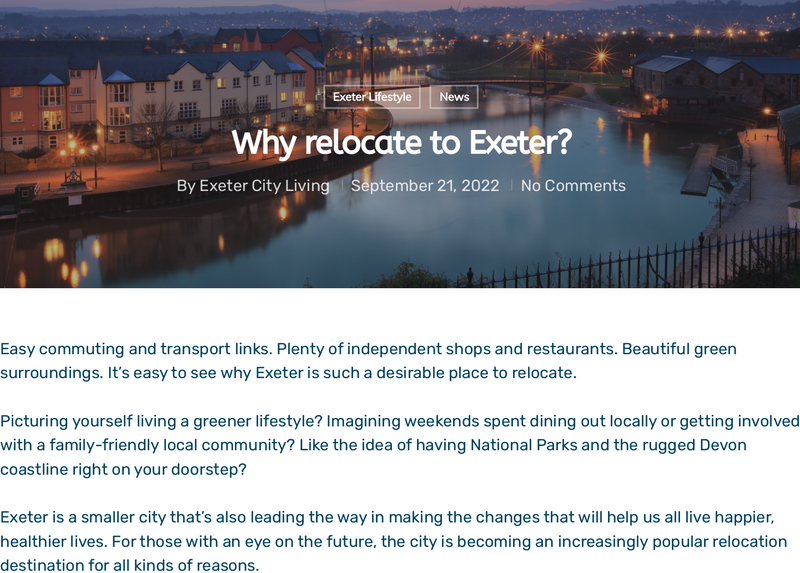 Exeter Lifestyle
News
Why relocate to Exeter?
By Exeter City Living
September 21, 2022
No Comments
Easy commuting and transport links. Plenty of independent shops and restaurants. Beautiful green
surroundings. It’s easy to see why Exeter is such a desirable place to relocate.
Picturing yourself living a greener lifestyle? Imagining weekends spent dining out locally or getting involved
with a family-friendly local community? Like the idea of having National Parks and the rugged Devon
coastline right on your doorstep?
Exeter is a smaller city that’s also leading the way in making the changes that will help us all live happier,
healthier lives. For those with an eye on the future, the city is becoming an increasingly popular relocation
destination for all kinds of reasons.